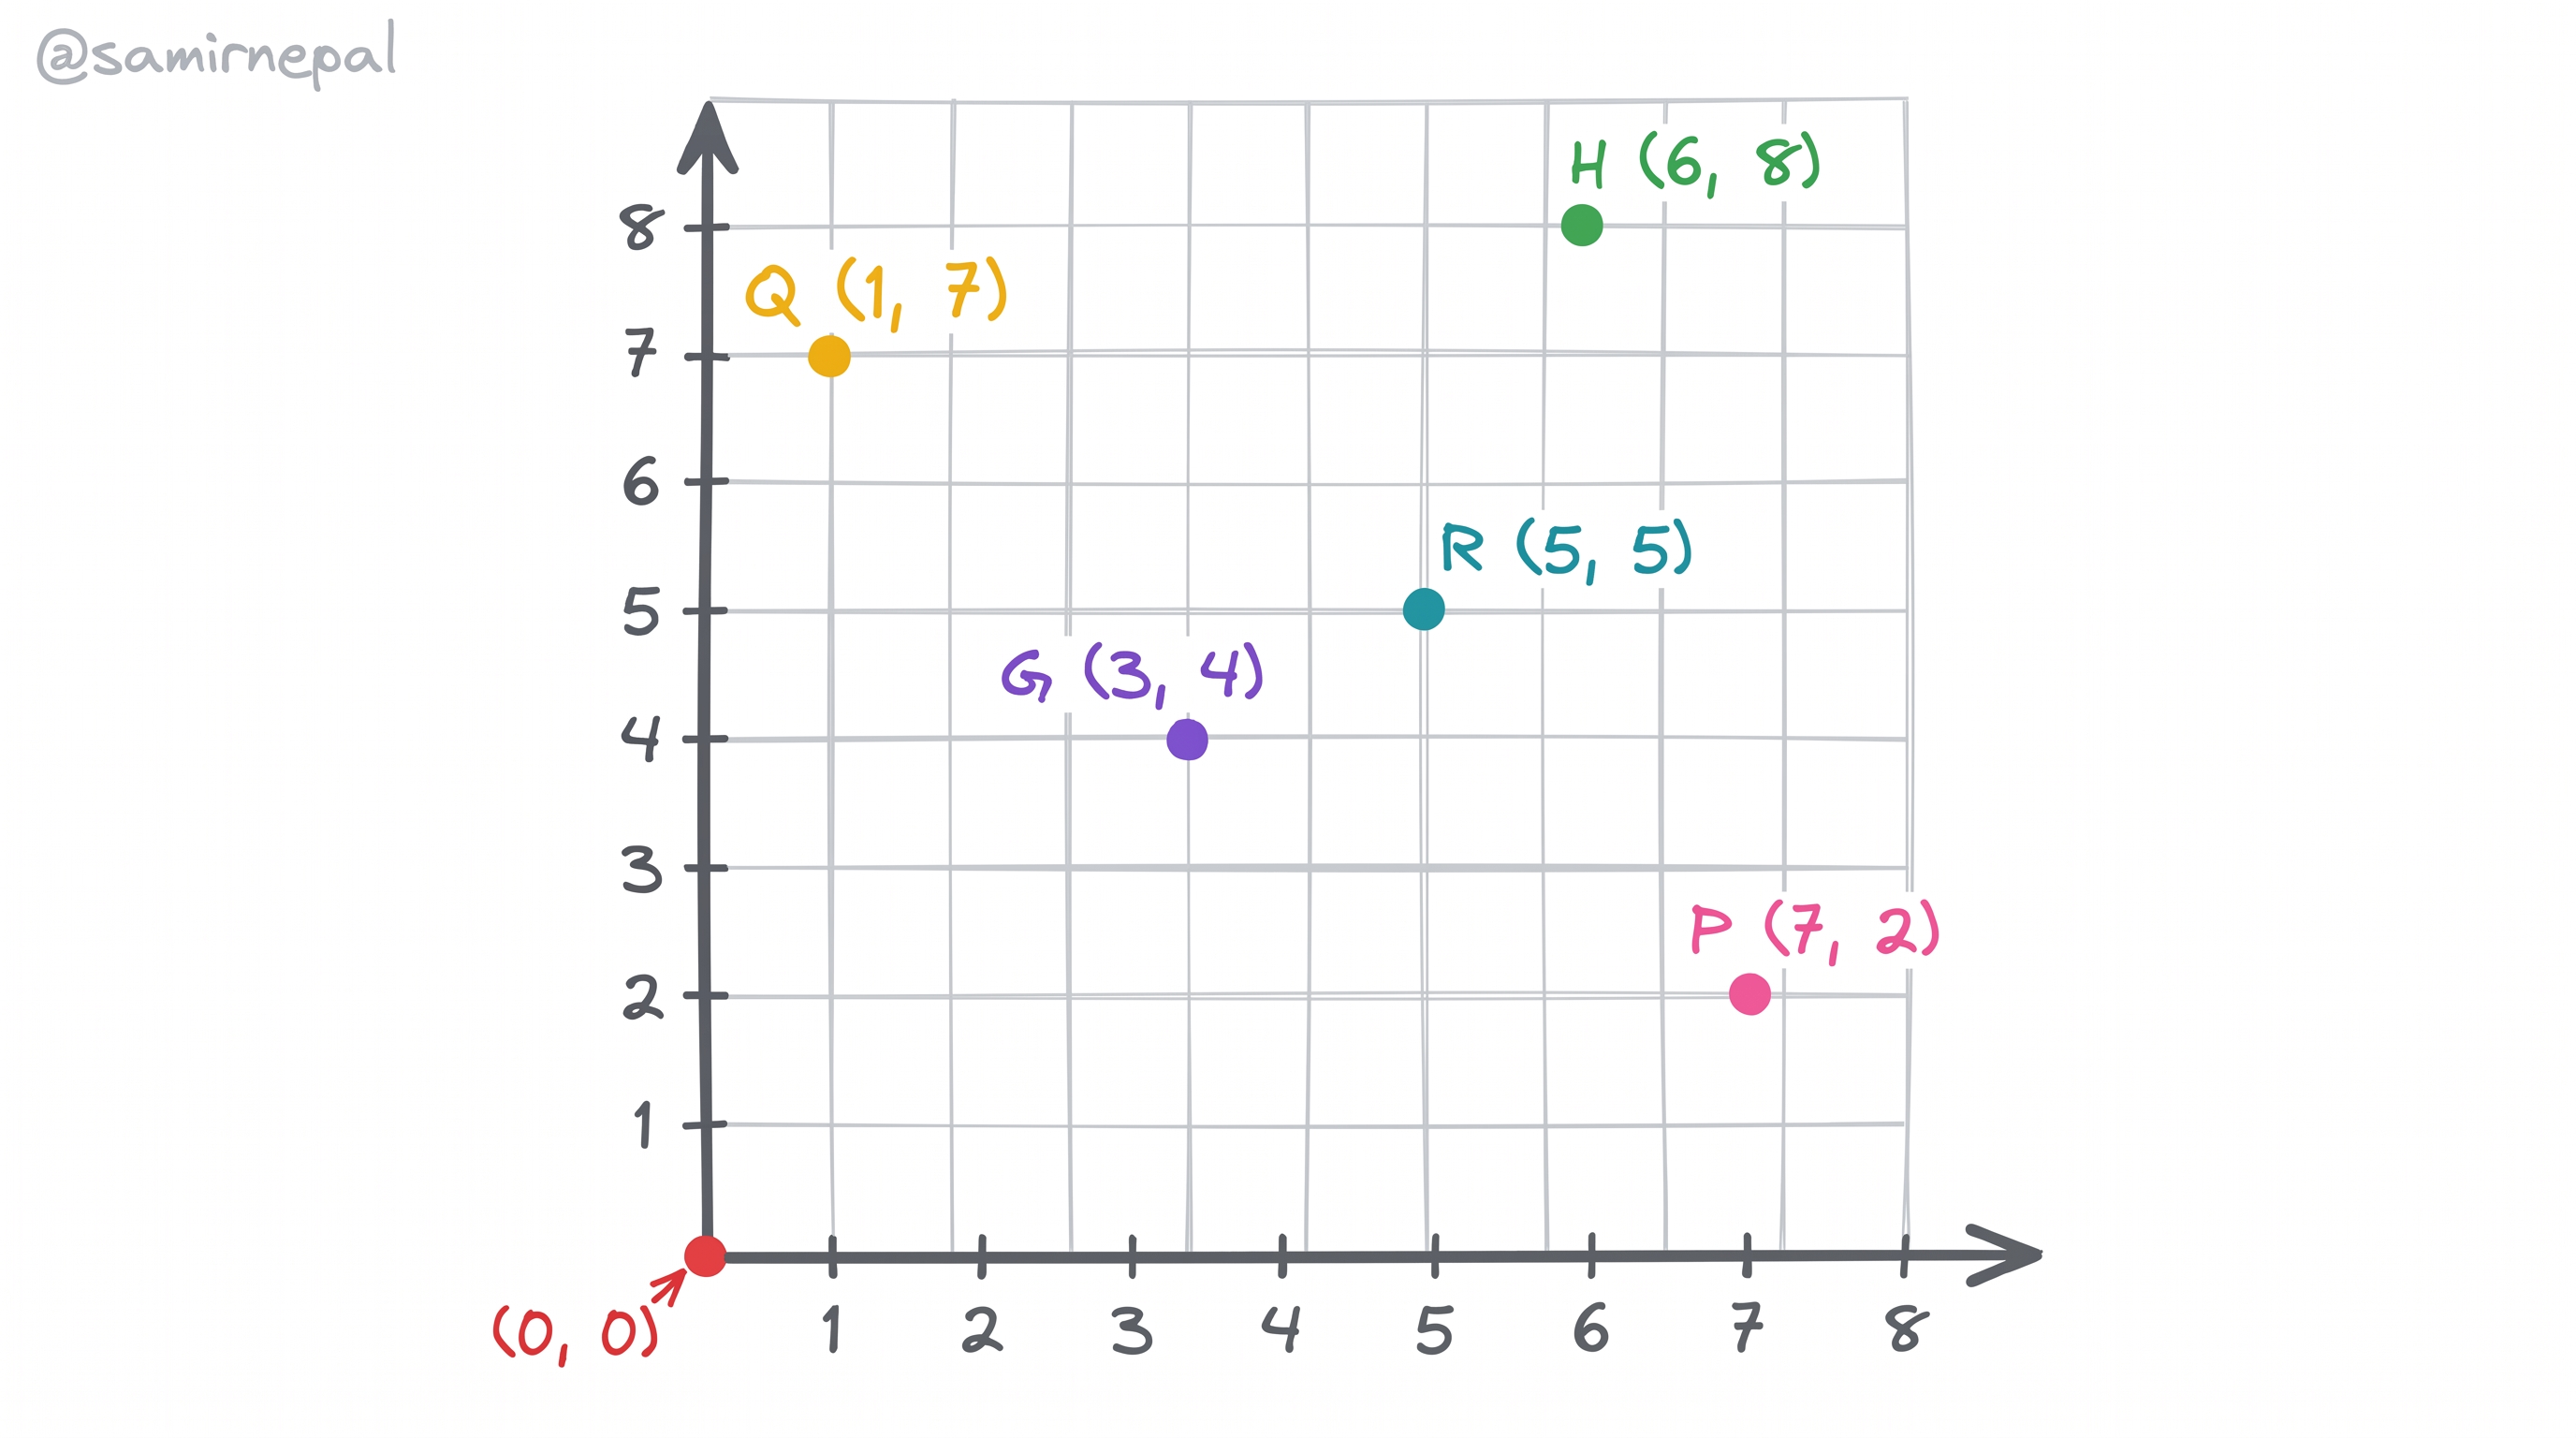 @samirnepal
H (6, 8)
8
Q (1, 7)
7
6
R (5, 5)
5
G (3, 4)
4
3
P (7, 2)
2
1
(0, 0) 1 2 3 4 5 6 7 8